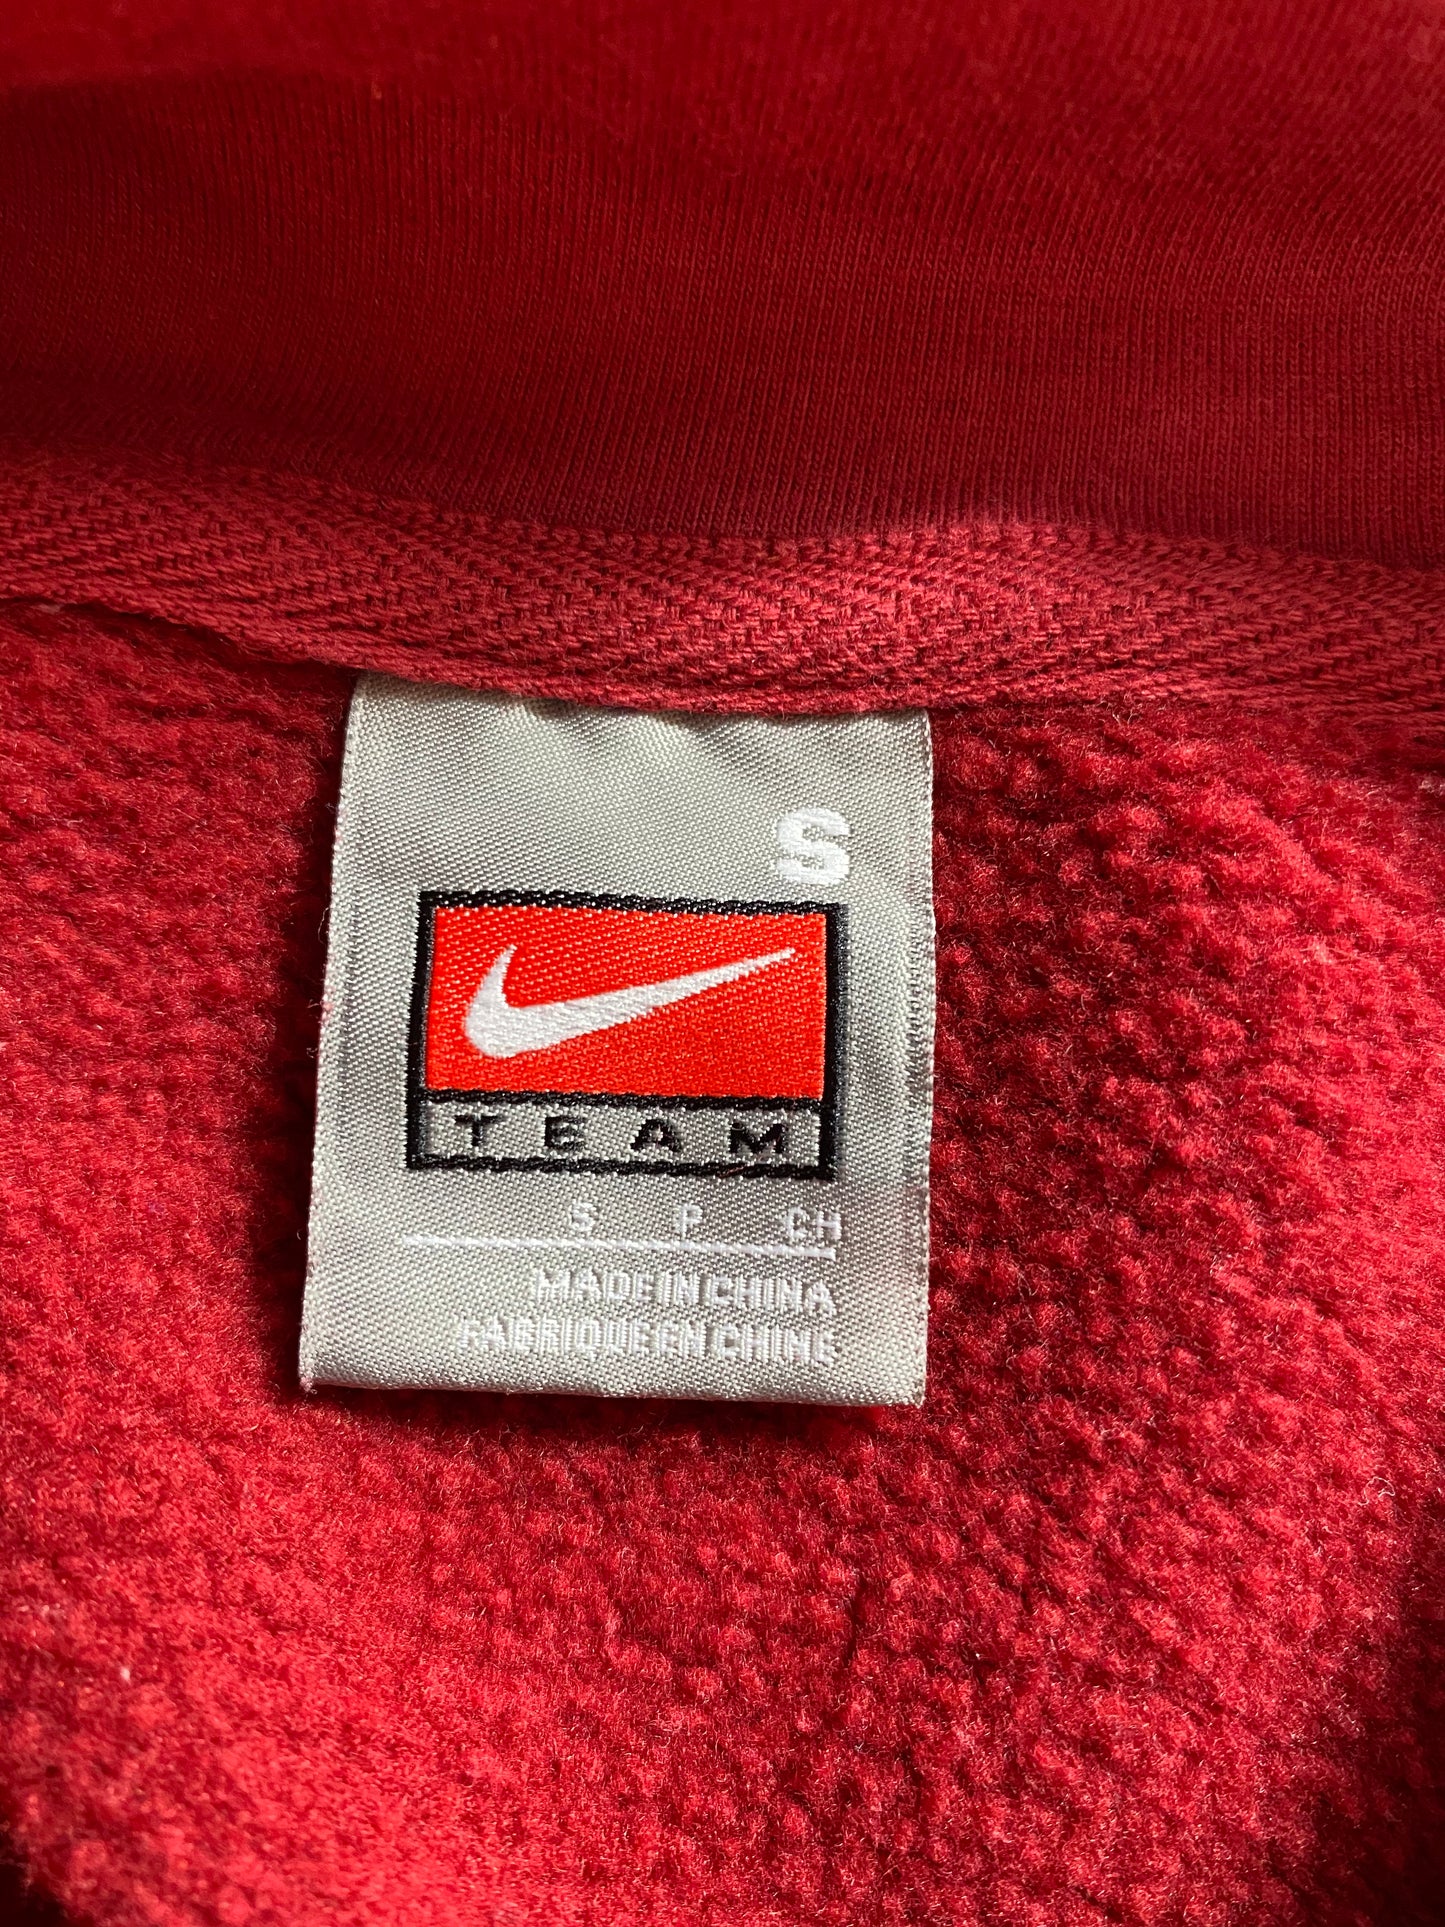 S
TEAM
S P CH
MADE IN CHINA
FABRIQUE EN CHINE